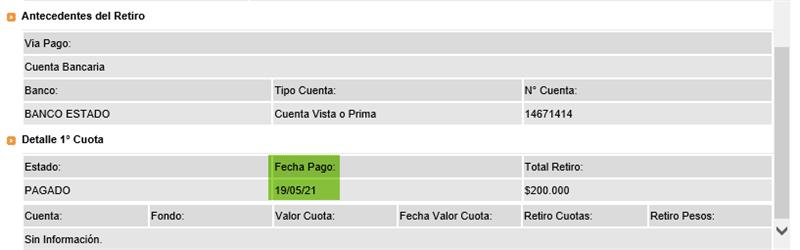 Antecedentes del Retiro
Via Pago:
Cuenta Bancaria
Banco: Tipo Cuenta: N° Cuenta:
BANCO ESTADO Cuenta Vista o Prima 14671414
Detalle 1° Cuota
Estado: Fecha Pago: Total Retiro:
PAGADO 19/05/21 $200.000
Cuenta: Fondo: Valor Cuota: Fecha Valor Cuota: Retiro Cuotas: Retiro Pesos:
Sin Información.